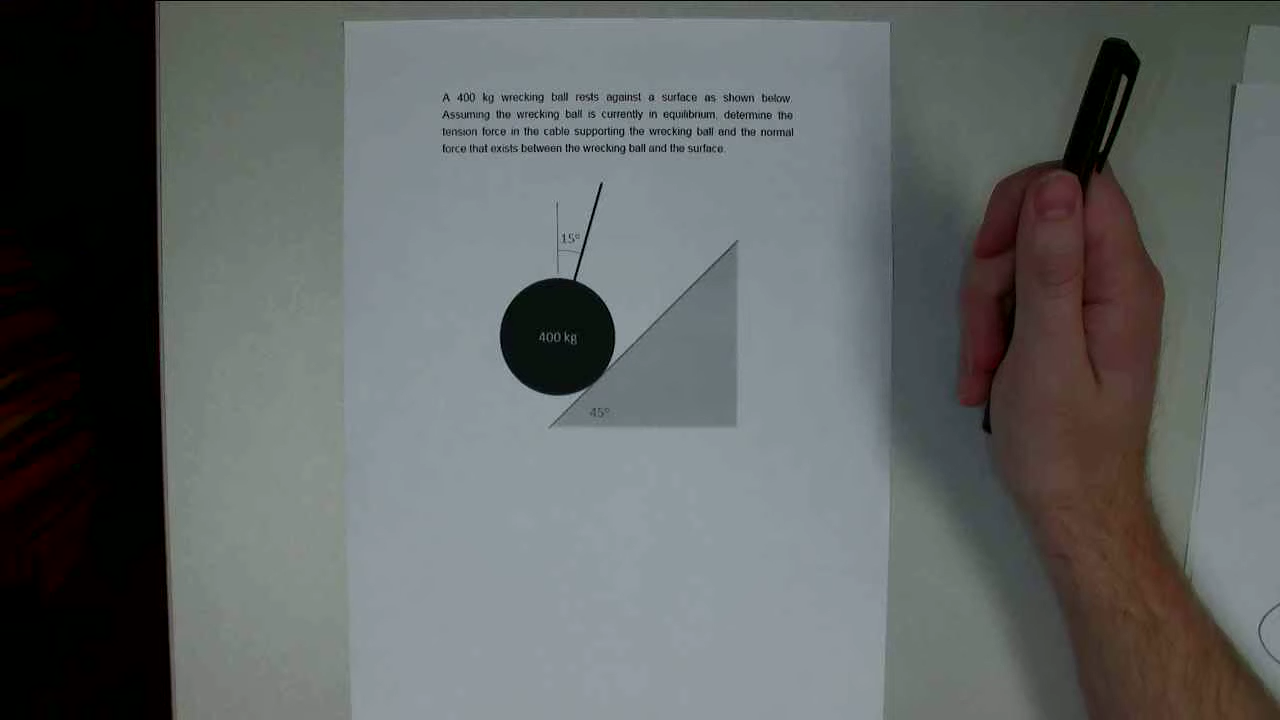 A 400 kg wrecking ball rests against a surface as shown below.
Assuming the wrecking ball is currently in equilibrium, determine the
tension force in the cable supporting the wrecking ball and the normal
force that exists between the wrecking ball and the surface.
15°
400 kg
45°